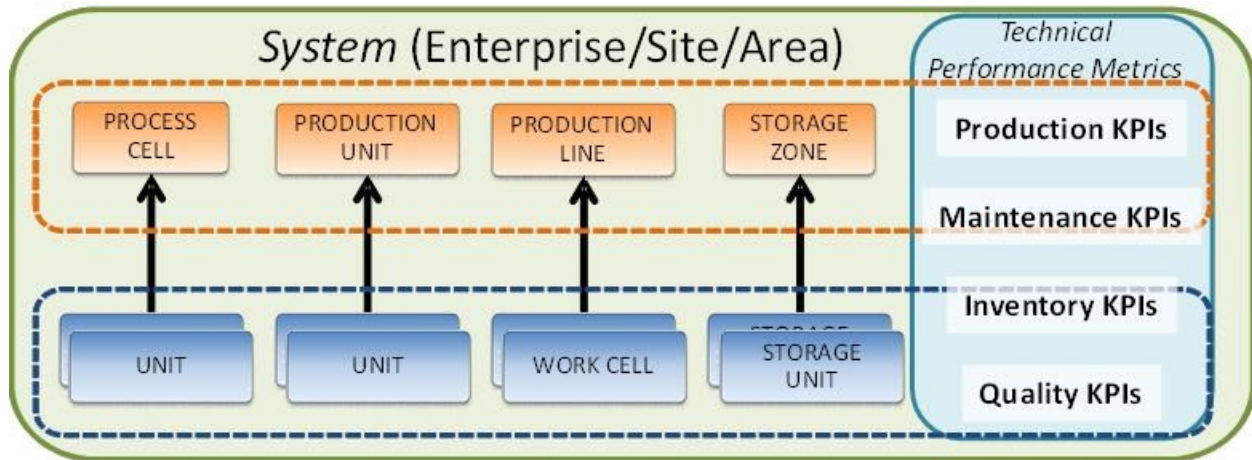 System (Enterprise/Site/Area)
Technical
Performance Metrics
PROCESS
CELL
PRODUCTION
UNIT
PRODUCTION
LINE
STORAGE
ZONE
Production KPIs
Maintenance KPIs
Inventory KPIs
Quality KPIs
UNIT
UNIT
WORK CELL
STORAGE
STORAGE
UNIT